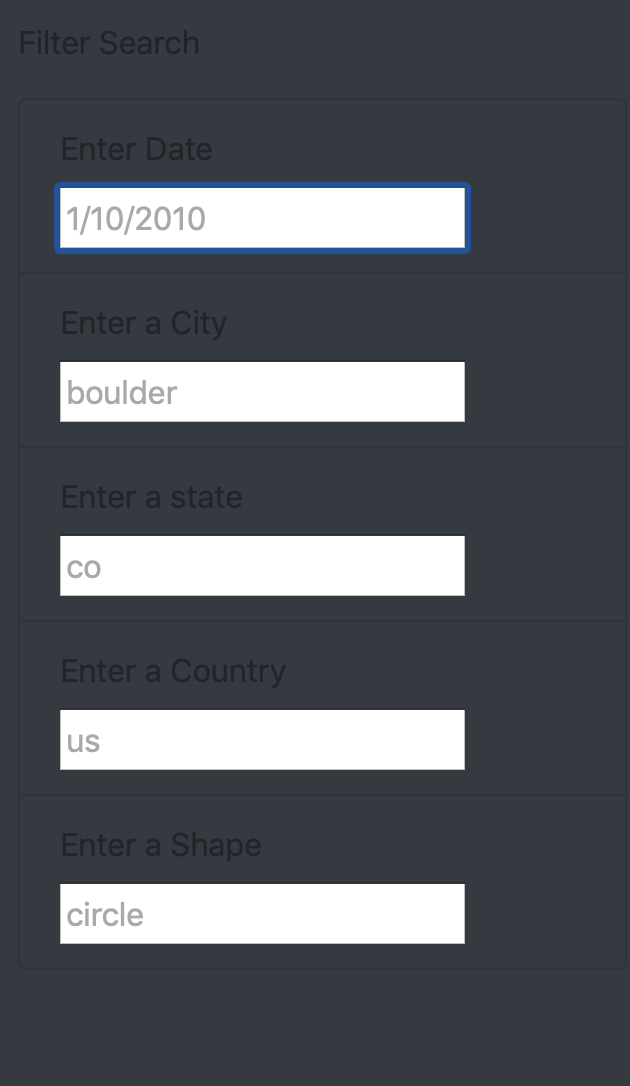 Filter Search
Enter Date
1/10/2010
Enter a City
boulder
Enter a state
co
Enter a Country
us
Enter a Shape
circle